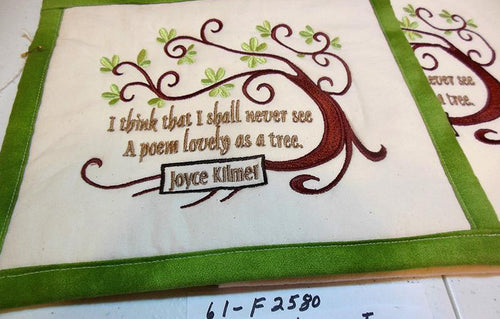 I think that I shall never see
A poem lovely as a tree.
Joyce Kilmer
never see
a tree.
61-F2580